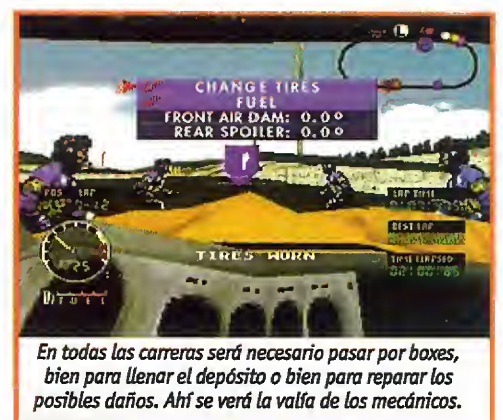 L
CHANGE TIRES
FUEL
FRONT AIR DAM: 0.0°
REAR SPOILER: 0.0°
POS LAP
LAP TIME
BEST LAP
TIRES WORN
TIME ELAPSED
FUEL
En todas las carreras será necesario pasar por boxes,
bien para llenar el depósito o bien para reparar los
posibles daños. Ahí se verá la valía de los mecánicos.